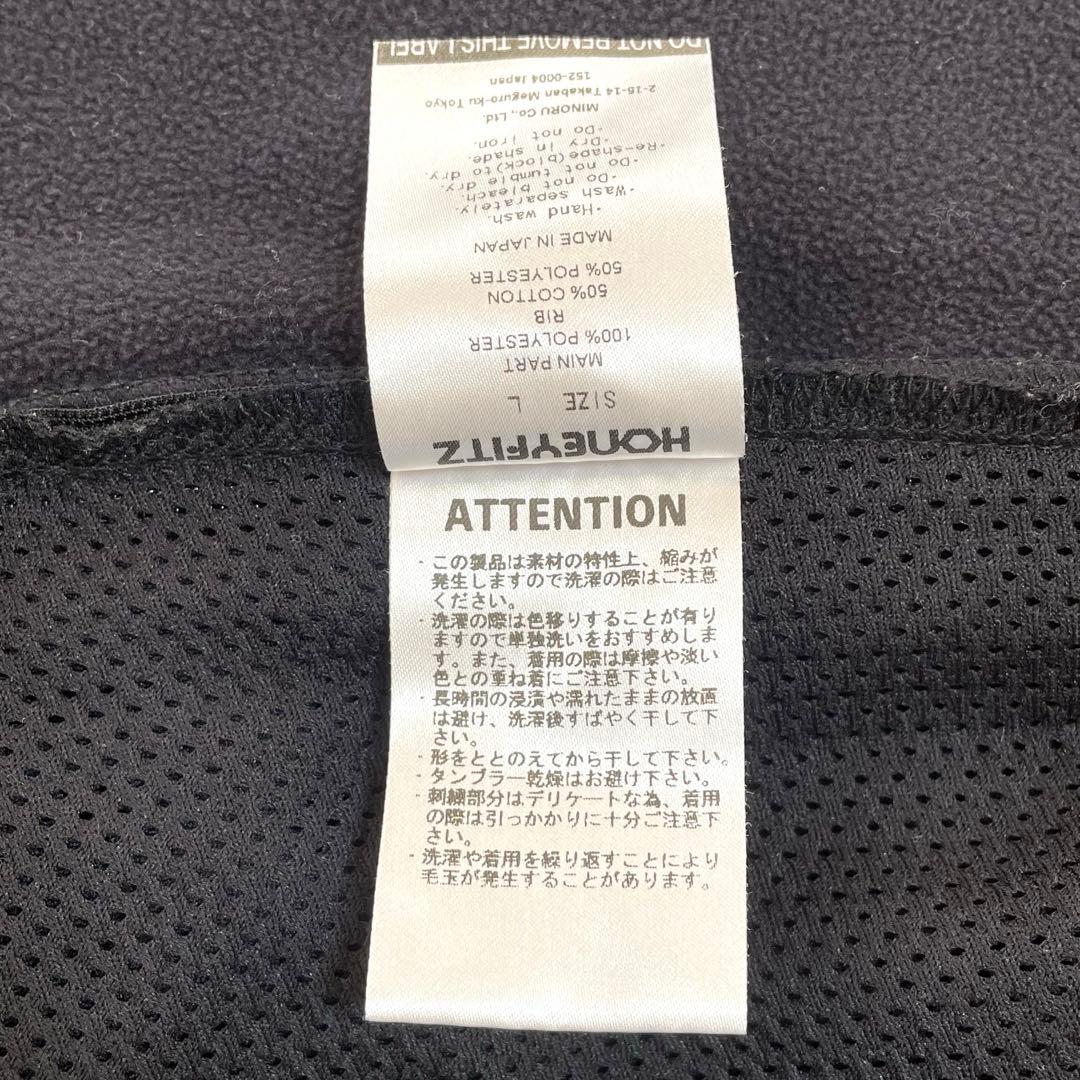 HONEYFITZ
SIZE L
MAIN PART
100% POLYESTER
RIB
50% COTTON
50% POLYESTER
MADE IN JAPAN
・Hand wash.
・Wash separately.
・Do not bleach.
・Do not tumble dry.
・Re-shape(block)to dry.
・Dry in shade.
・Do not iron.
MINORU Co., Ltd.
2-15-14 Takaban Meguro-ku Tokyo
152-0004 Japan
DO NOT REMOVE THIS LABEL
ATTENTION
・この製品は素材の特性上、縮みが
発生しますので洗濯の際はご注意
ください。
・洗濯の際は色移りすることが有り
ますので単独洗いをおすすめしま
す。また、着用の際は摩擦や淡い
色との重ね着にご注意下さい。
・長時間の浸漬や濡れたままの放置
は避け、洗濯後すばやく干して下
さい。
・形をととのえてから干して下さい。
・タンブラー乾燥はお避け下さい。
・刺繍部分はデリケートな為、着用
の際は引っかかりに十分ご注意下
さい。
・洗濯や着用を繰り返すことにより
毛玉が発生することがあります。